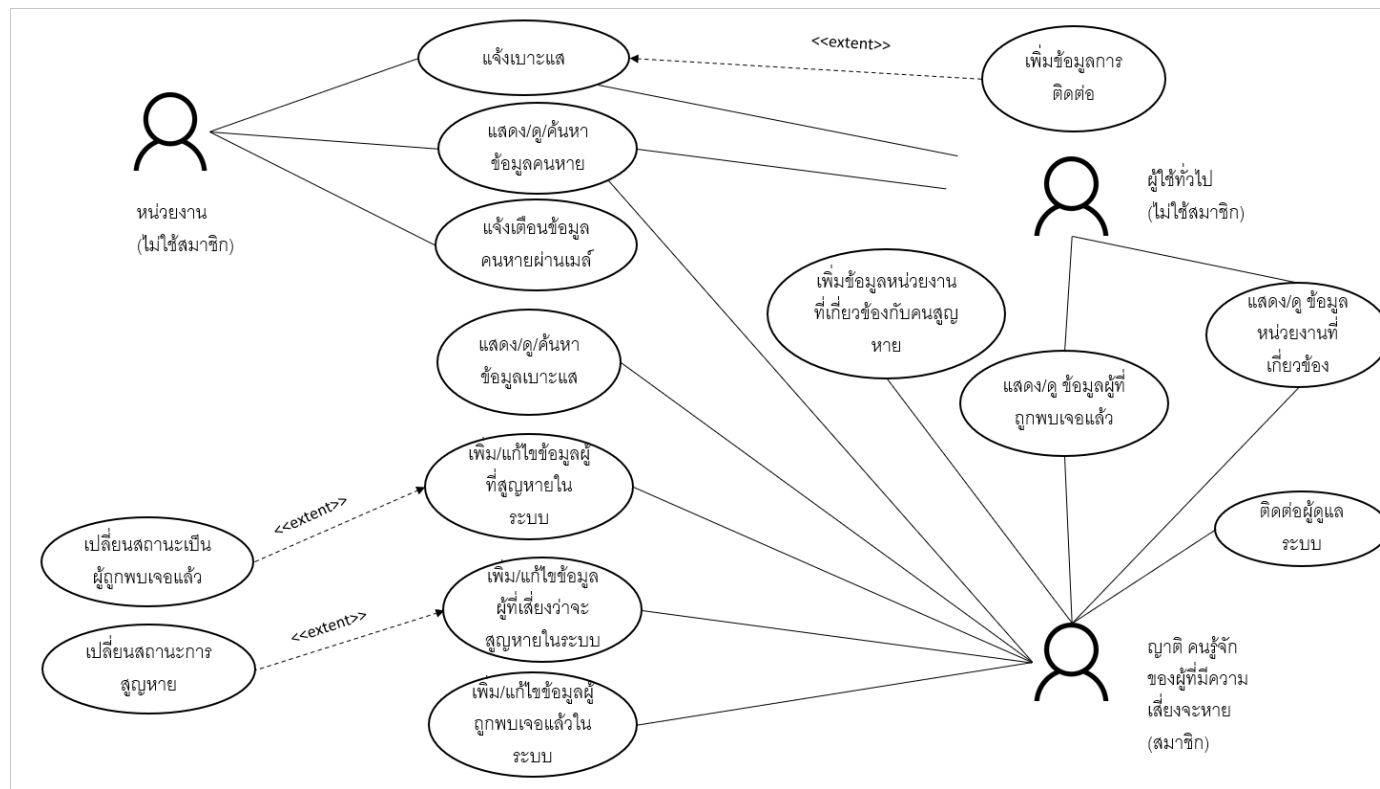 <<extent>>
แจ้งเบาะแส
เพิ่มข้อมูลการ
ติดต่อ
แสดง/ดู/ค้นหา
ข้อมูลคนหาย
ผู้ใช้ทั่วไป
(ไม่ใช้สมาชิก)
หน่วยงาน
(ไม่ใช้สมาชิก)
แจ้งเตือนข้อมูล
คนหายผ่านเมล์
เพิ่มข้อมูลหน่วยงาน
ที่เกี่ยวข้องกับคนสูญ
หาย
แสดง/ดู ข้อมูล
หน่วยงานที่
เกี่ยวข้อง
แสดง/ดู/ค้นหา
ข้อมูลเบาะแส
แสดง/ดู ข้อมูลผู้ที่
ถูกพบเจอแล้ว
เพิ่ม/แก้ไขข้อมูลผู้
ที่สูญหายใน
ระบบ
<<extent>>
ติดต่อผู้ดูแล
ระบบ
เปลี่ยนสถานะเป็น
ผู้ถูกพบเจอแล้ว
เพิ่ม/แก้ไขข้อมูล
ผู้ที่เสี่ยงว่าจะ
สูญหายในระบบ
<<extent>>
เปลี่ยนสถานะการ
สูญหาย
ญาติ คนรู้จัก
ของผู้ที่มีความ
เสี่ยงจะหาย
(สมาชิก)
เพิ่ม/แก้ไขข้อมูลผู้
ถูกพบเจอแล้วใน
ระบบ